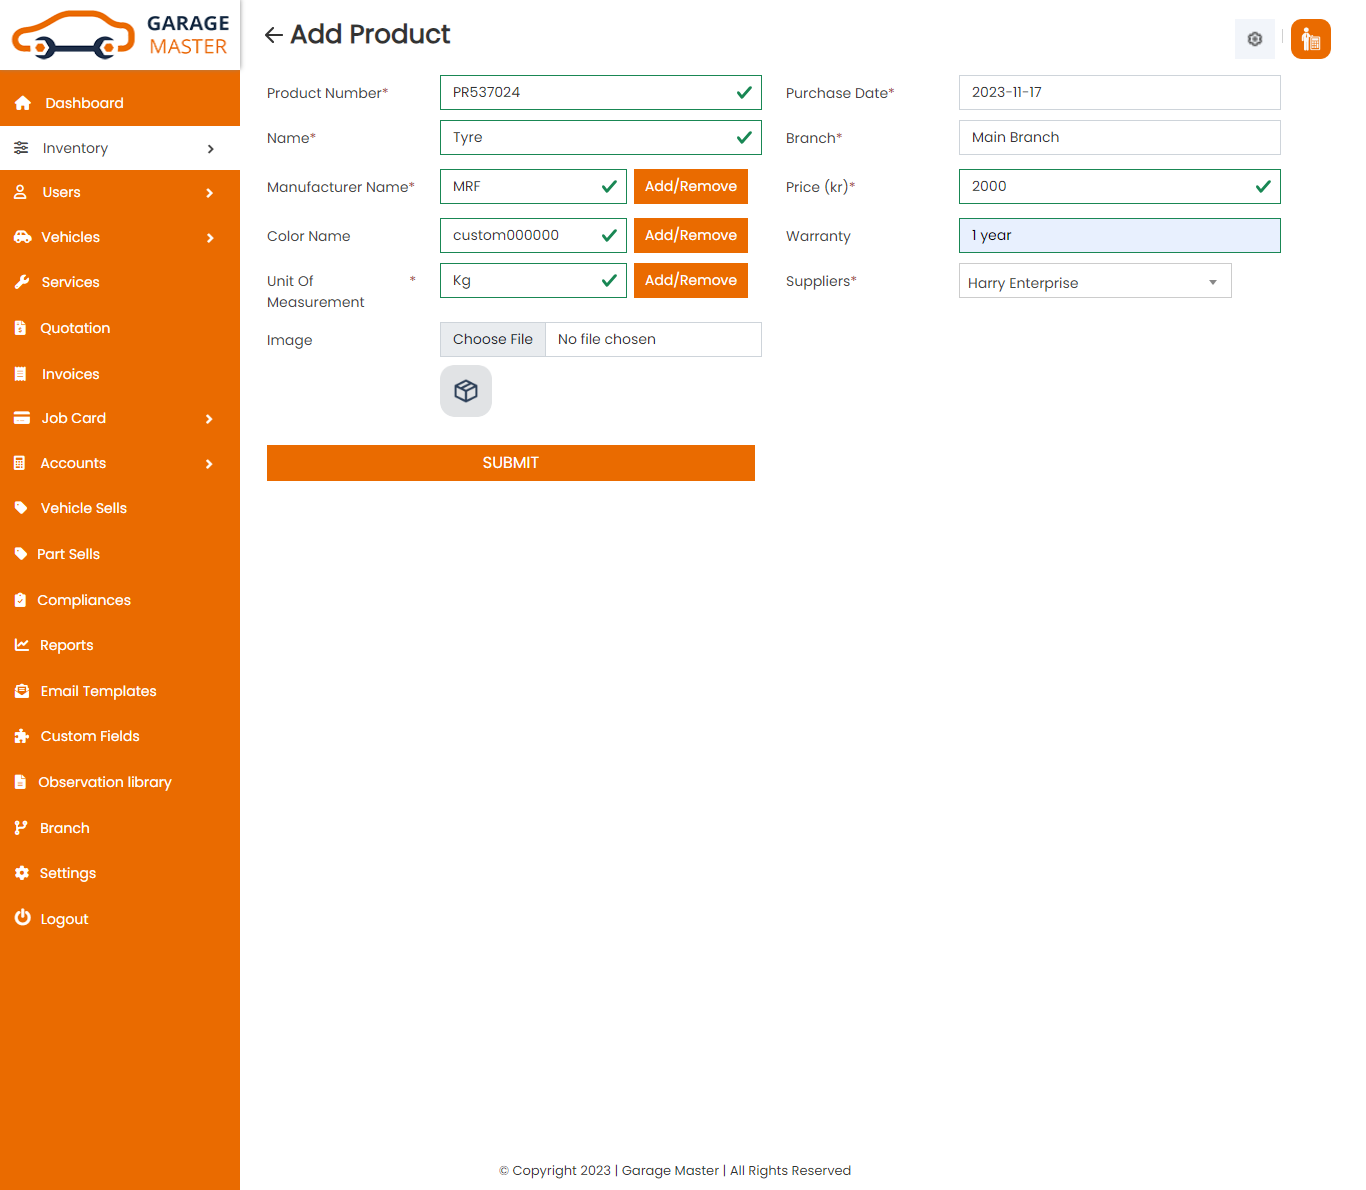 GARAGE
MASTER
Add Product
Dashboard
Inventory
Users
Vehicles
Services
Quotation
Invoices
Job Card
Accounts
Vehicle Sells
Part Sells
Compliances
Reports
Email Templates
Custom Fields
Observation library
Branch
Settings
Logout
Product Number* PR537024 Purchase Date* 2023-11-17
Name* Tyre Branch* Main Branch
Manufacturer Name* MRF Add/Remove Price (kr)* 2000
Color Name custom000000 Add/Remove Warranty 1 year
Unit Of * Kg Add/Remove Suppliers* Harry Enterprise
Measurement
Image Choose File No file chosen
SUBMIT
© Copyright 2023 | Garage Master | All Rights Reserved